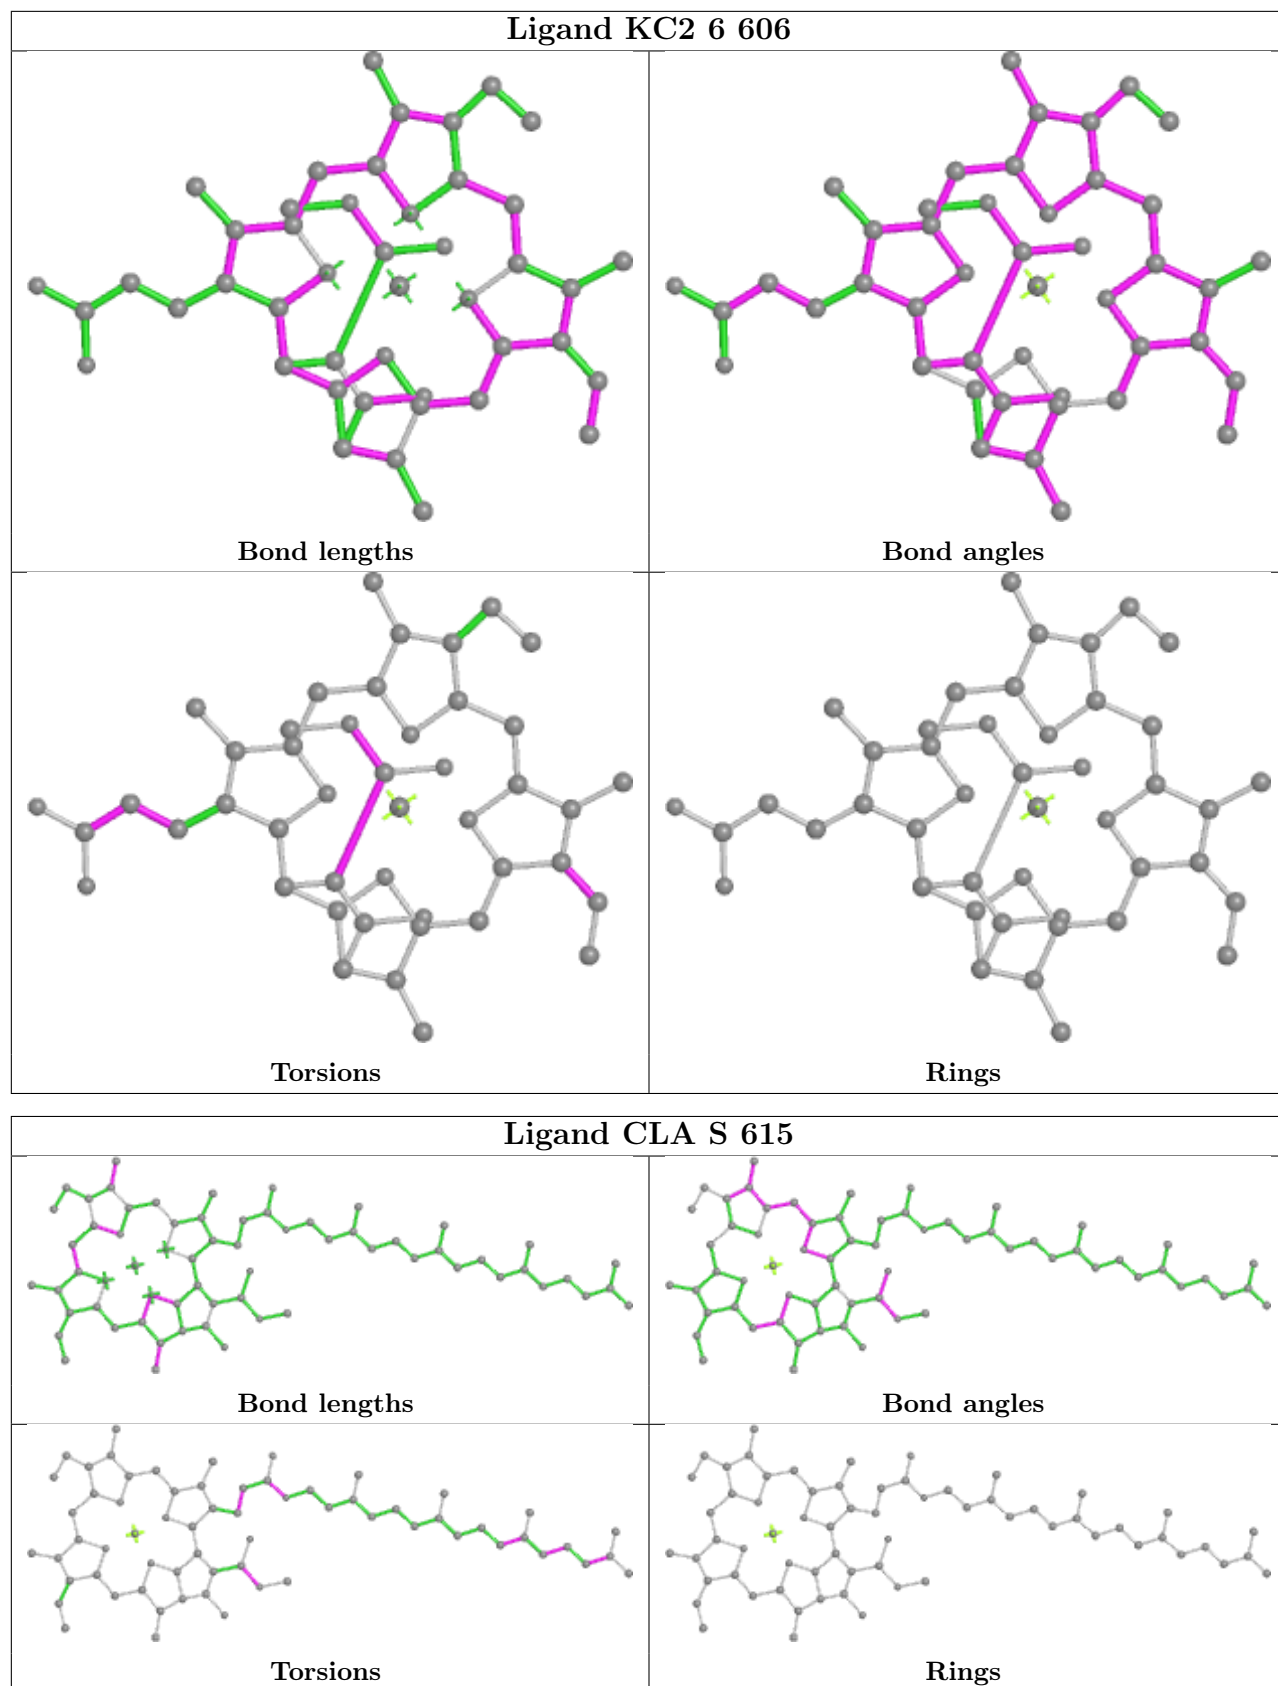 Ligand KC2 6 606
Bond lengths
Bond angles
Torsions
Rings
Ligand CLA S 615
Bond lengths
Bond angles
Torsions
Rings